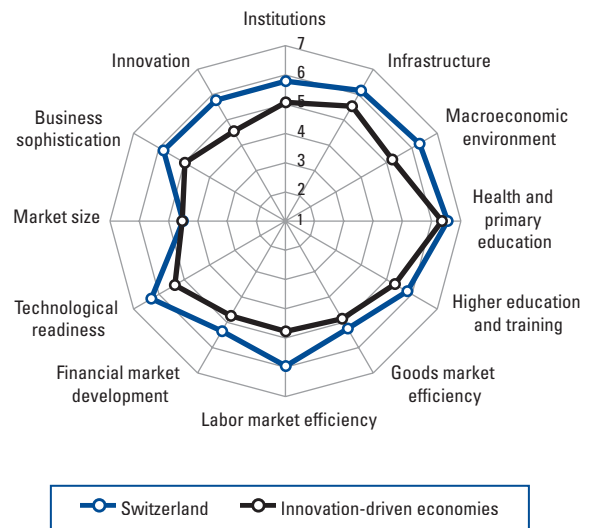 Institutions
Infrastructure
Macroeconomic
environment
Health and
primary
education
Higher education
and training
Goods market
efficiency
Labor market efficiency
Financial market
development
Technological
readiness
Market size
Business
sophistication
Innovation
7
6
5
4
3
2
1
Switzerland
Innovation-driven economies